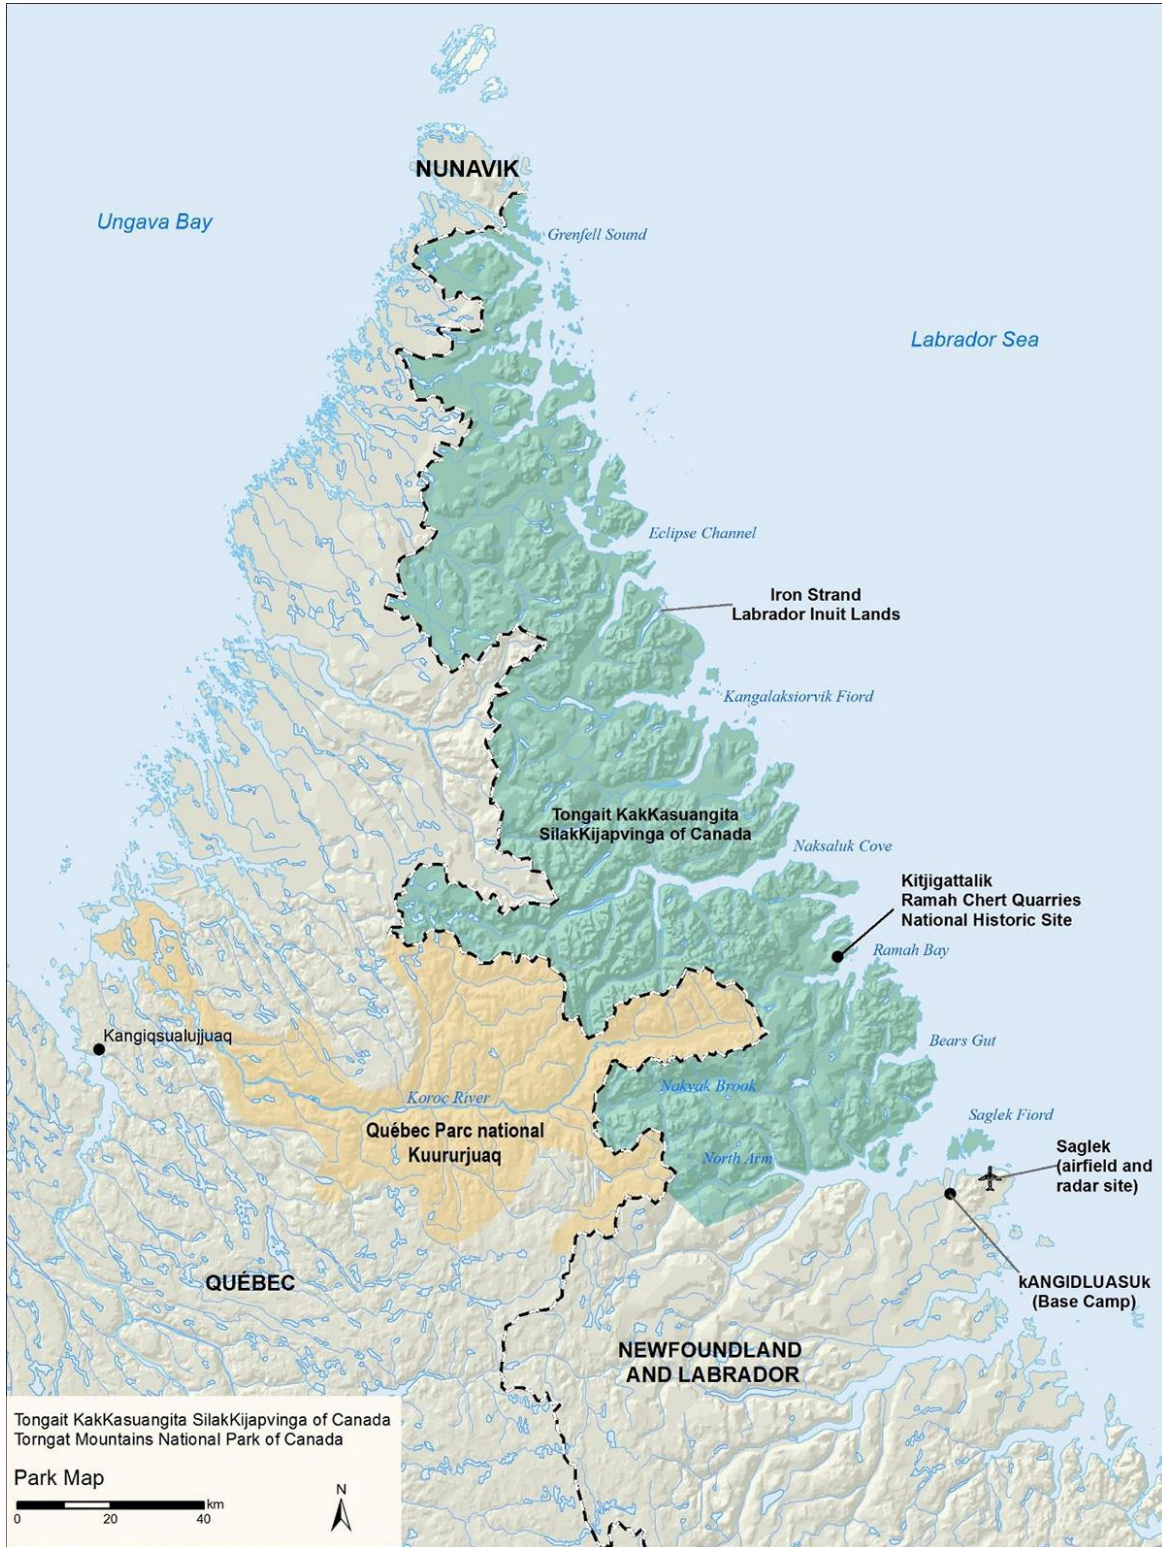 NUNAVIK
Ungava Bay
Grenfell Sound
Labrador Sea
Eclipse Channel
Iron Strand
Labrador Inuit Lands
Kangalaksiorvik Fiord
Tongait KakKasuangita
SilakKijapvinga of Canada
Naksaluk Cove
Kitjigattalik
Ramah Chert Quarries
National Historic Site
Ramah Bay
Kangiqsualujjuaq
Bears Gut
Nakvak Brook
Koroc River
Saglek Fiord
Québec Parc national
Kuururjuaq
North Arm
Saglek
(airfield and
radar site)
QUÉBEC
kANGIDLUASUk
(Base Camp)
NEWFOUNDLAND
AND LABRADOR
Tongait KakKasuangita SilakKijapvinga of Canada
Torngat Mountains National Park of Canada
Park Map
N
km
0 20 40